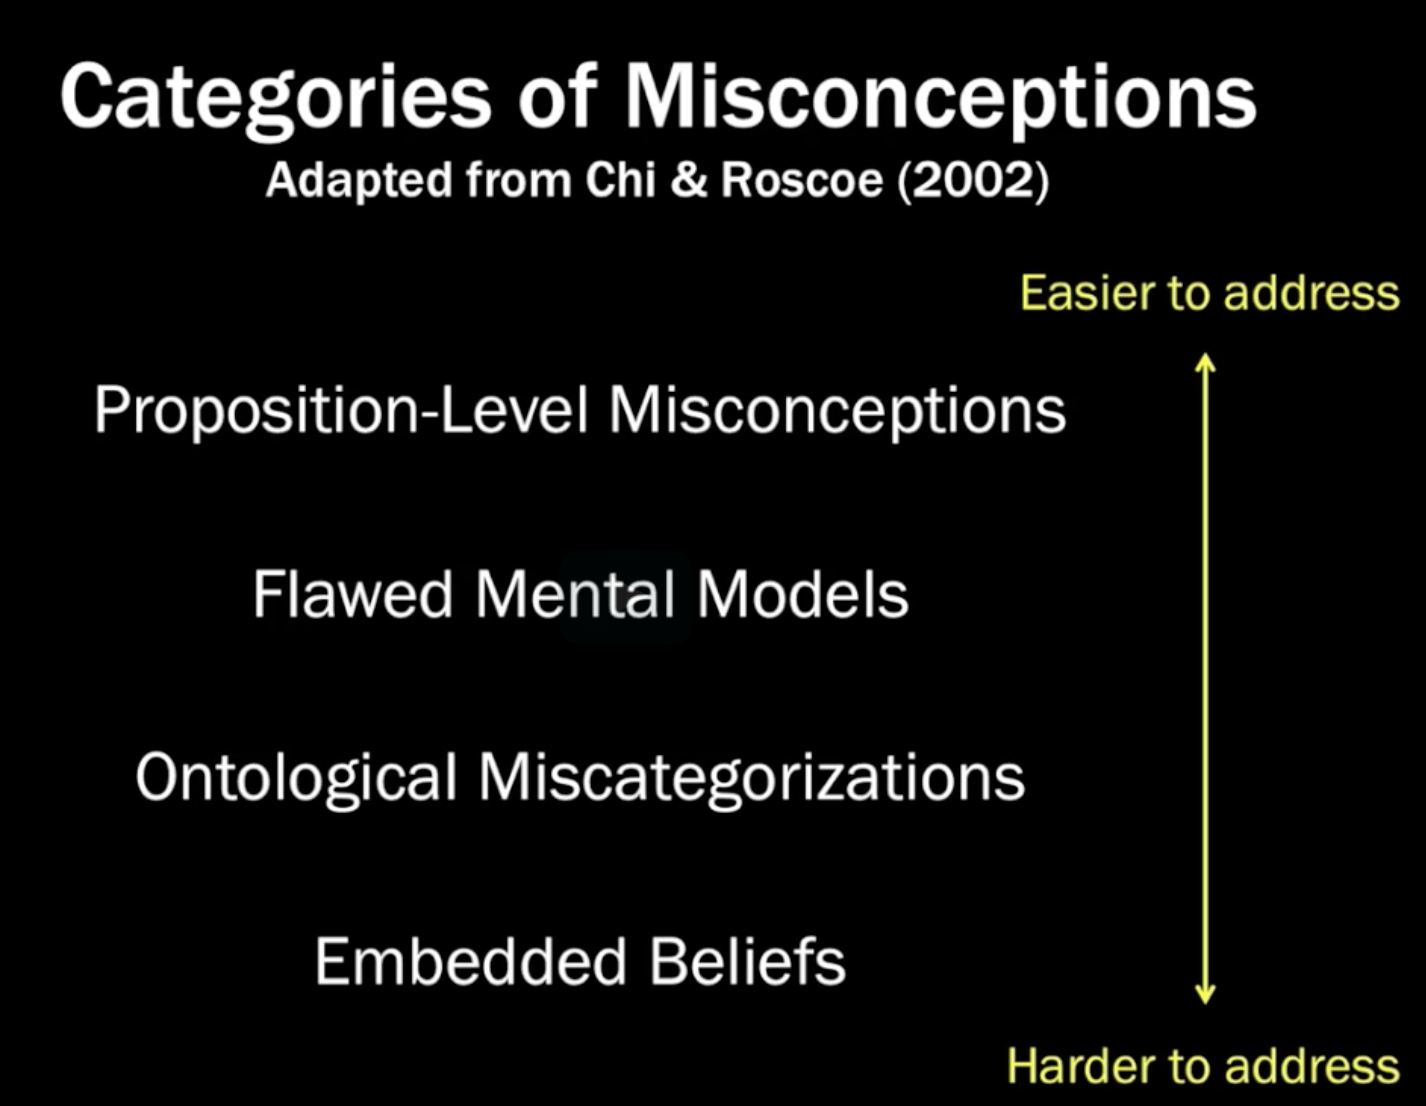 Categories of Misconceptions
Adapted from Chi & Roscoe (2002)
Easier to address
Proposition-Level Misconceptions
Flawed Mental Models
Ontological Miscategorizations
Embedded Beliefs
Harder to address